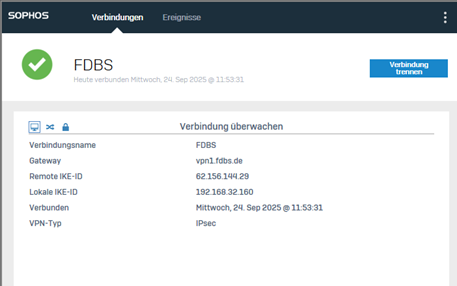 SOPHOS
Verbindungen
Ereignisse
FDBS
Heute verbunden Mittwoch, 24. Sep 2025 @ 11:53:31
Verbindung
trennen
Verbindung überwachen
Verbindungsname FDBS
Gateway vpn1.fdbs.de
Remote IKE-ID 62.156.144.29
Lokale IKE-ID 192.168.32.160
Verbunden Mittwoch, 24. Sep 2025 @ 11:53:31
VPN-Typ IPsec